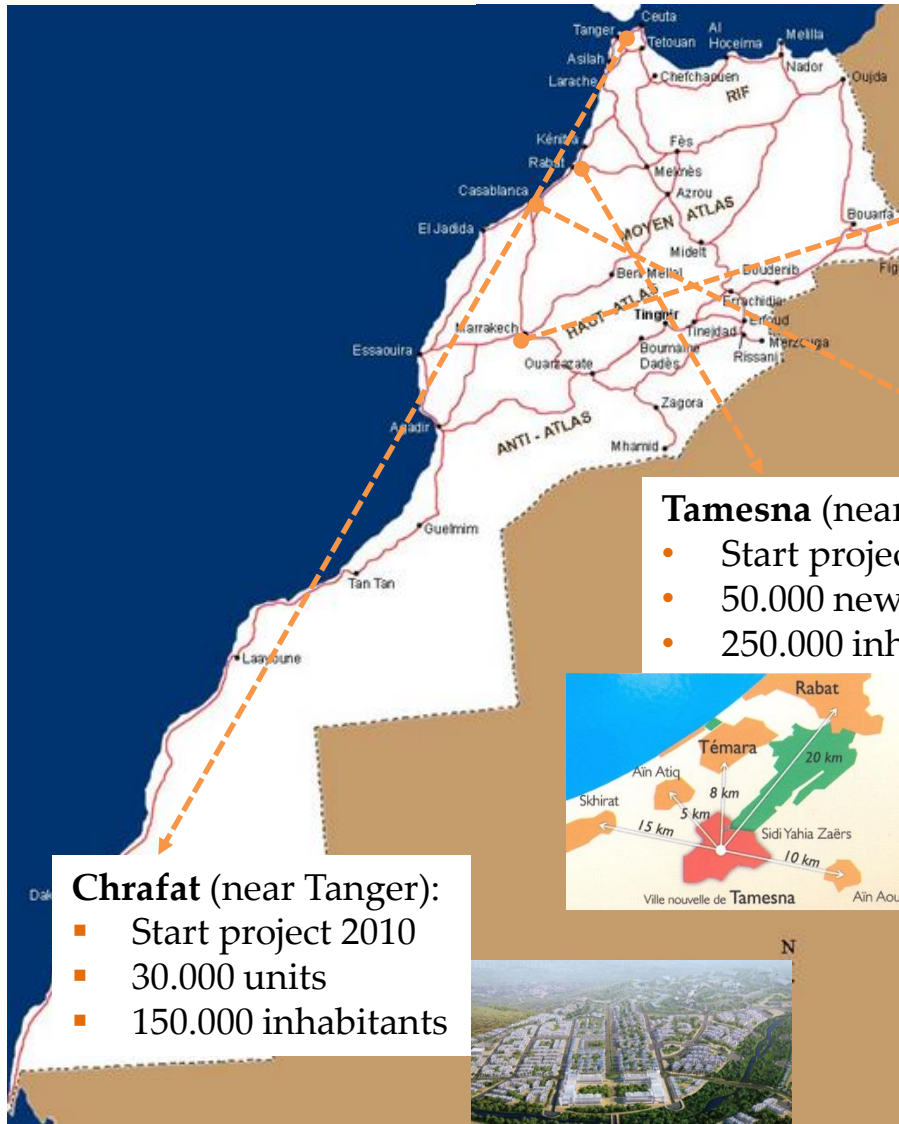 Ceuta
Tanger
Al
Hoceima
Melilla
Tetouan
Asilah
Nador
Oujda
Larache
Chefchaouen
RIF
Kénitra
Fès
Rabat
Meknès
Casablanca
Azrou
MOYEN ATLAS
El Jadida
Bouarfa
Midelt
Fig
Beni Mellal
Boudenib
HAUT-ATLAS
Errachidia
Marrakech
Tinghir
Erfoud
Tinejdad
Merzouga
Essaouira
Ouarzazate
Boumalne
Dadès
Rissani
Zagora
Agadir
ANTI - ATLAS
Mhamid
Guelmim
Tan Tan
Laayoune
Dak
Tamesna (near
• Start projec
• 50.000 new
• 250.000 inh
Rabat
Témara
20 km
Aïn Atiq
8 km
Skhirat
5 km
15 km
Sidi Yahia Zaërs
10 km
Ville nouvelle de Tamesna
Aïn Aou
N
Chrafat (near Tanger):
▪ Start project 2010
▪ 30.000 units
▪ 150.000 inhabitants